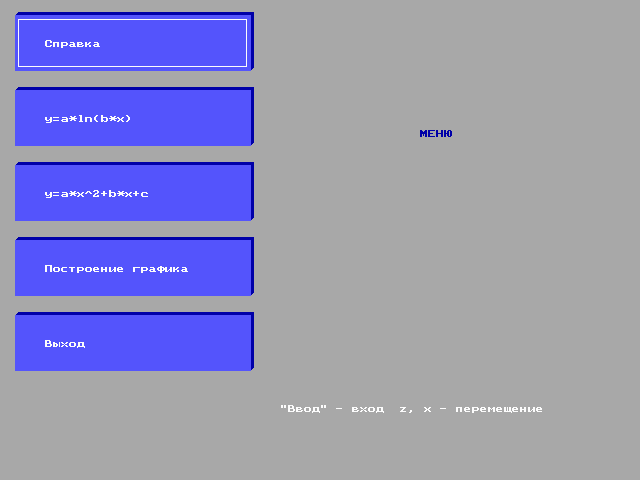 Справка
y=a*ln(b*x)
МЕНЮ
y=a*x^2+b*x+c
Построение графика
Выход
"Ввод" - вход  z, x - перемещение